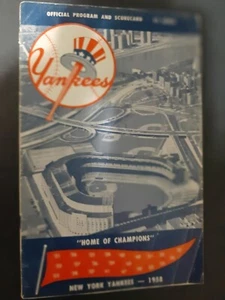 OFFICIAL PROGRAM AND SCORECARD
Yankees
"HOME OF CHAMPIONS"
NEW YORK YANKEES — 1958